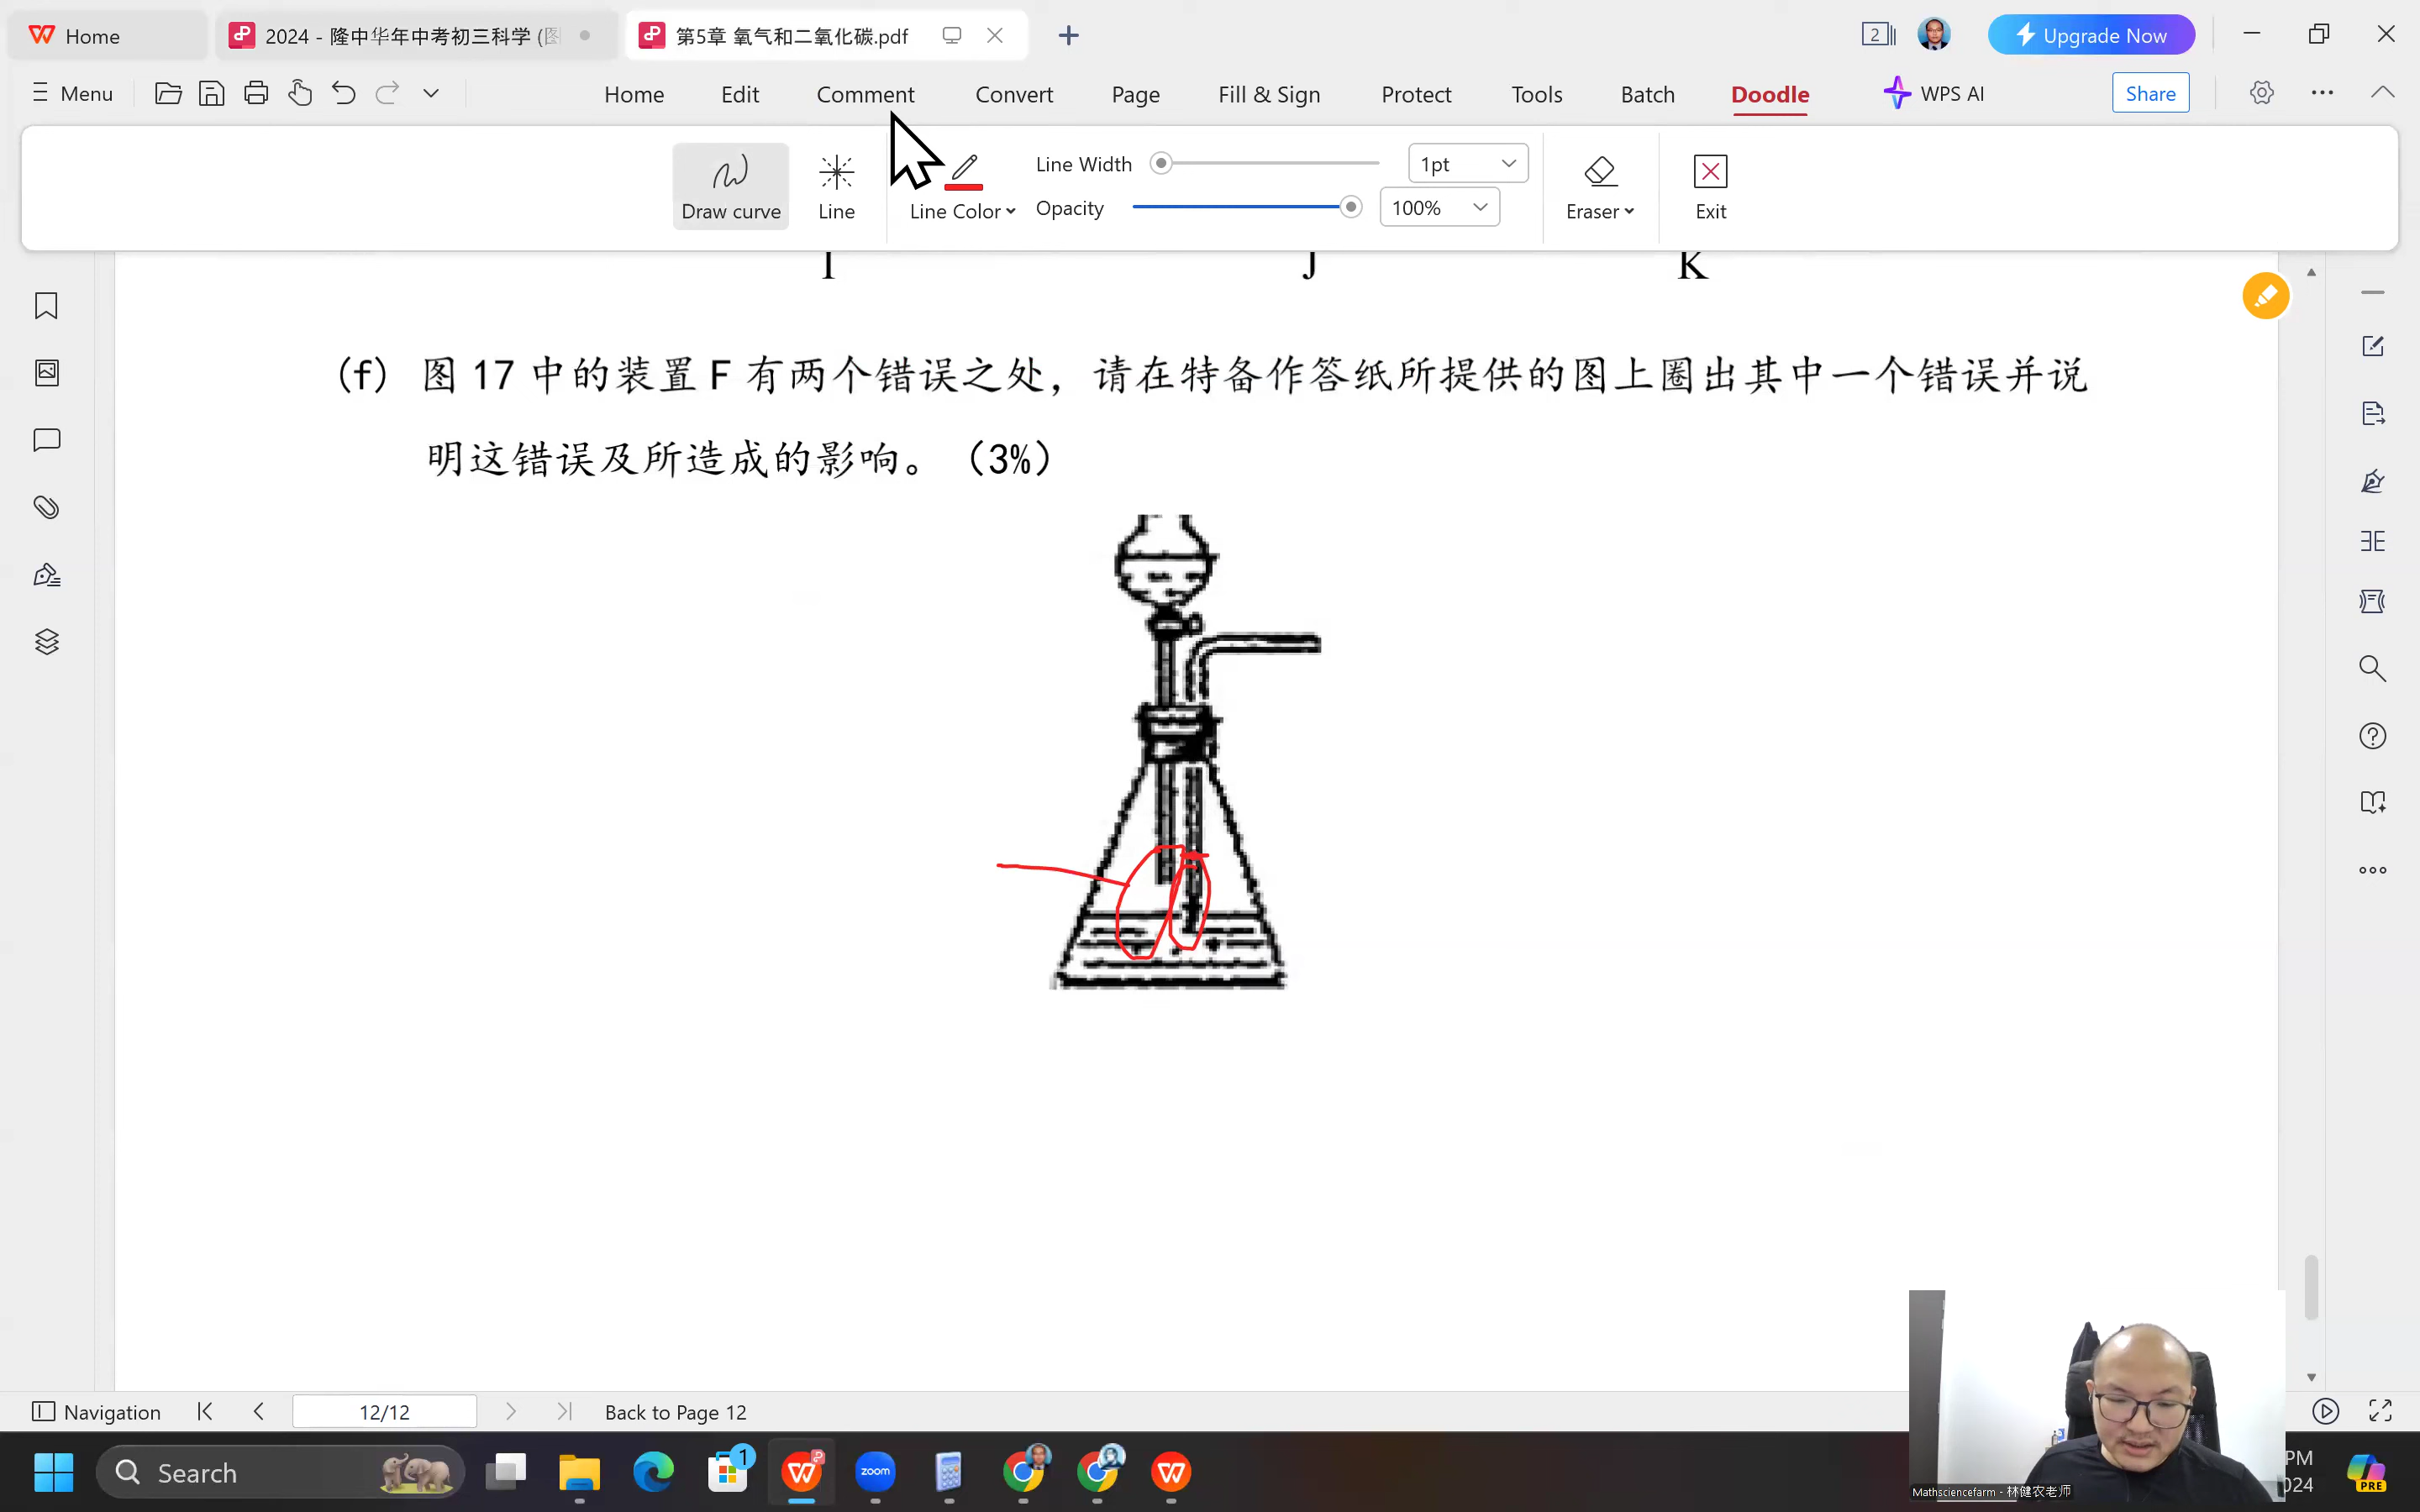 Home
2024 - 隆中华年中考初三科学 (图
第5章 氧气和二氧化碳.pdf
2
Upgrade Now
Menu
Home
Edit
Comment
Convert
Page
Fill & Sign
Protect
Tools
Batch
Doodle
WPS AI
Share
Draw curve
Line
Line Color
Line Width
1pt
Opacity
100%
Eraser
Exit
I J K
(f) 图 17 中的装置 F 有两个错误之处，请在特备作答纸所提供的图上圈出其中一个错误并说
明这错误及所造成的影响。（3%）
Navigation
12/12
Back to Page 12
Search
1
zoom
PM
024
PRE
Mathsciencefarm - 林健农老师